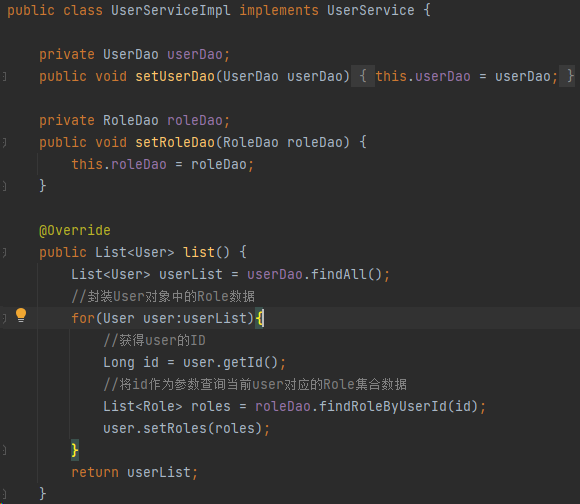 public class UserServiceImpl implements UserService {
private UserDao userDao;
public void setUserDao(UserDao userDao) { this.userDao = userDao; }
private RoleDao roleDao;
public void setRoleDao(RoleDao roleDao) {
this.roleDao = roleDao;
}
@Override
public List<User> list() {
List<User> userList = userDao.findAll();
//封装User对象中的Role数据
for(User user:userList){
//获得user的ID
Long id = user.getId();
//将id作为参数查询当前user对应的Role集合数据
List<Role> roles = roleDao.findRoleByUserId(id);
user.setRoles(roles);
}
return userList;
}